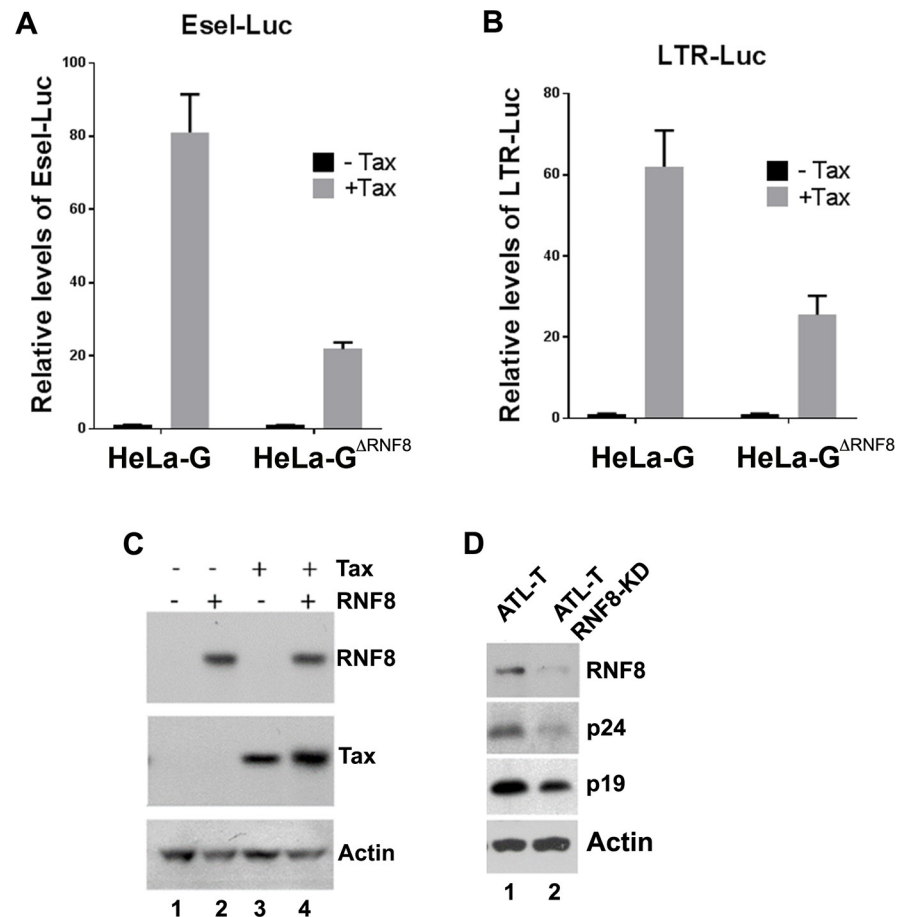 A
Esel-Luc
Relative levels of Esel-Luc
100
80
60
40
20
0
- Tax
+Tax
HeLa-G HeLa-GΔRNF8
B
LTR-Luc
Relative levels of LTR-Luc
80
60
40
20
0
- Tax
+Tax
HeLa-G HeLa-GΔRNF8
C
- - + + Tax
- + - + RNF8
RNF8
Tax
Actin
1 2 3 4
D
ATL-T
ATL-T
RNF8-KD
RNF8
p24
p19
Actin
1 2